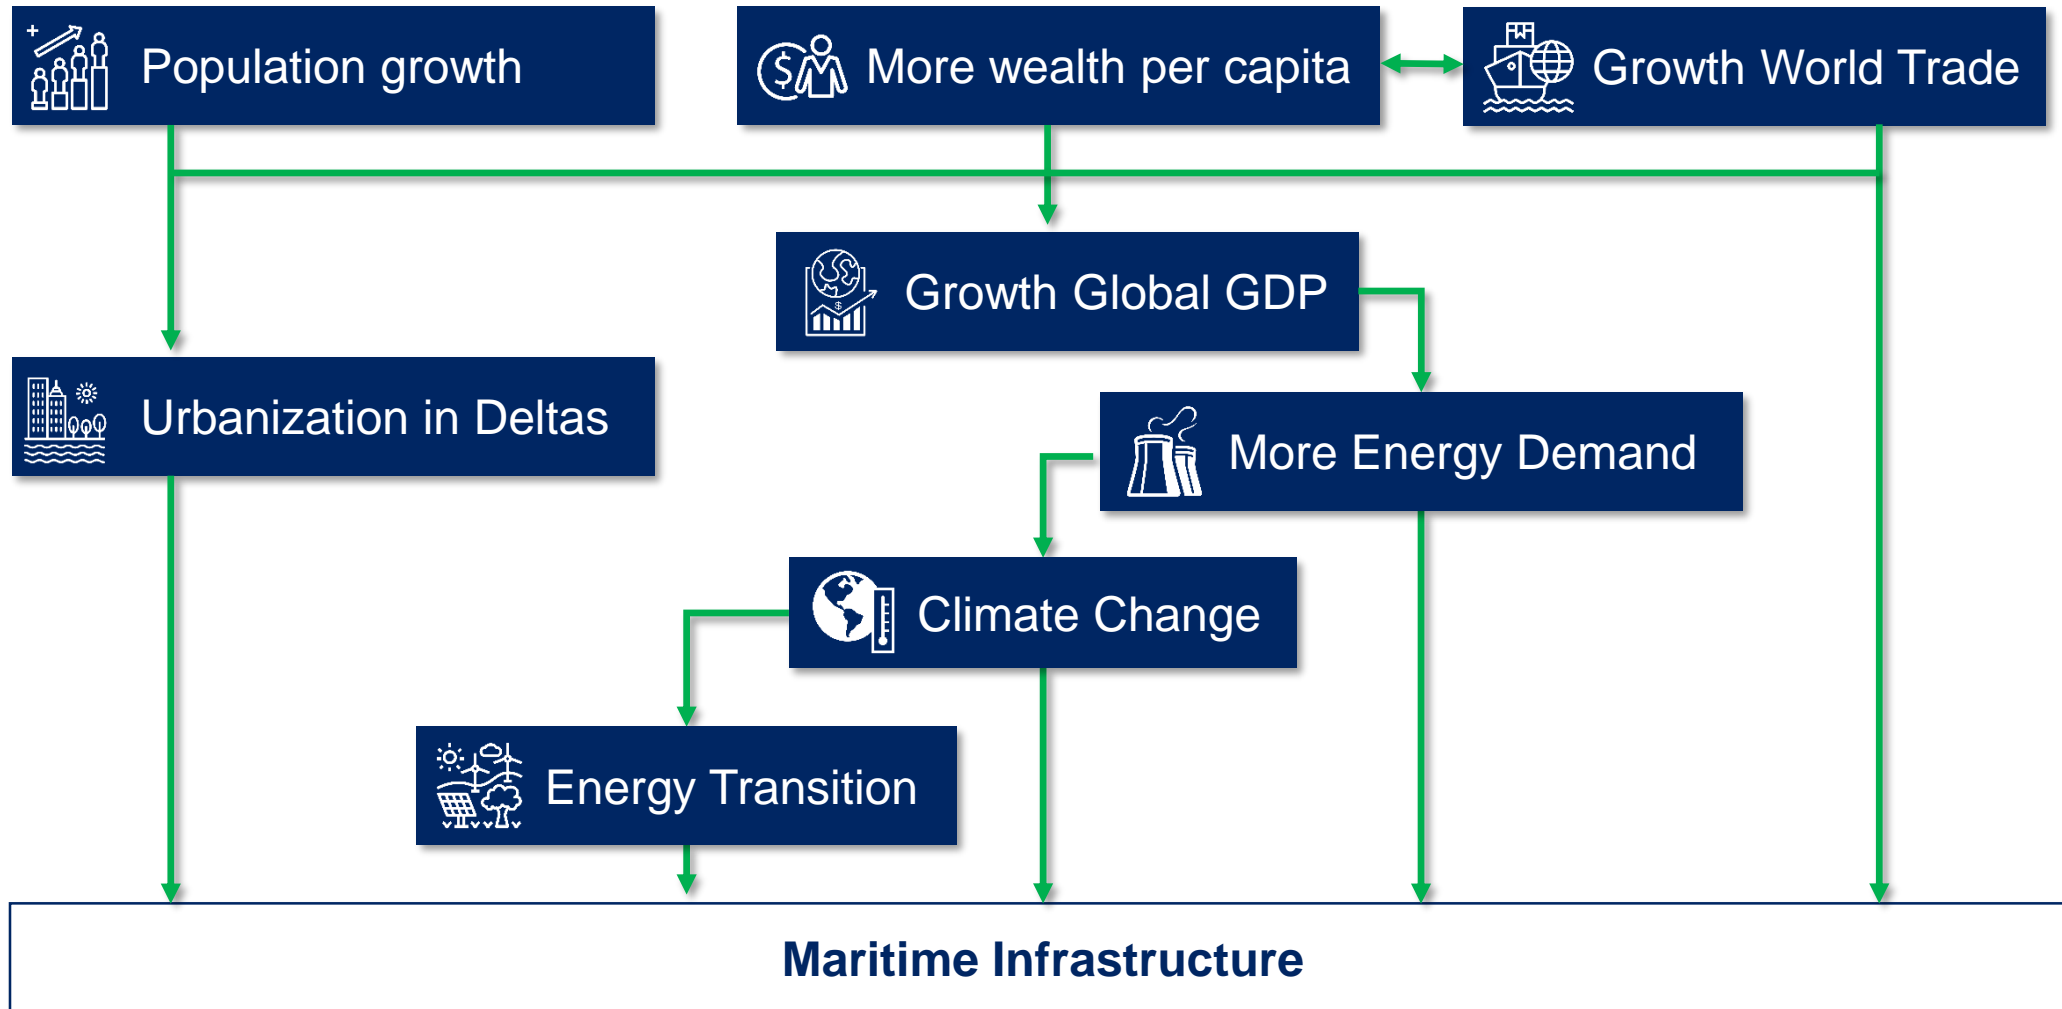 Population growth
More wealth per capita
Growth World Trade
Growth Global GDP
Urbanization in Deltas
More Energy Demand
Climate Change
Energy Transition
Maritime Infrastructure